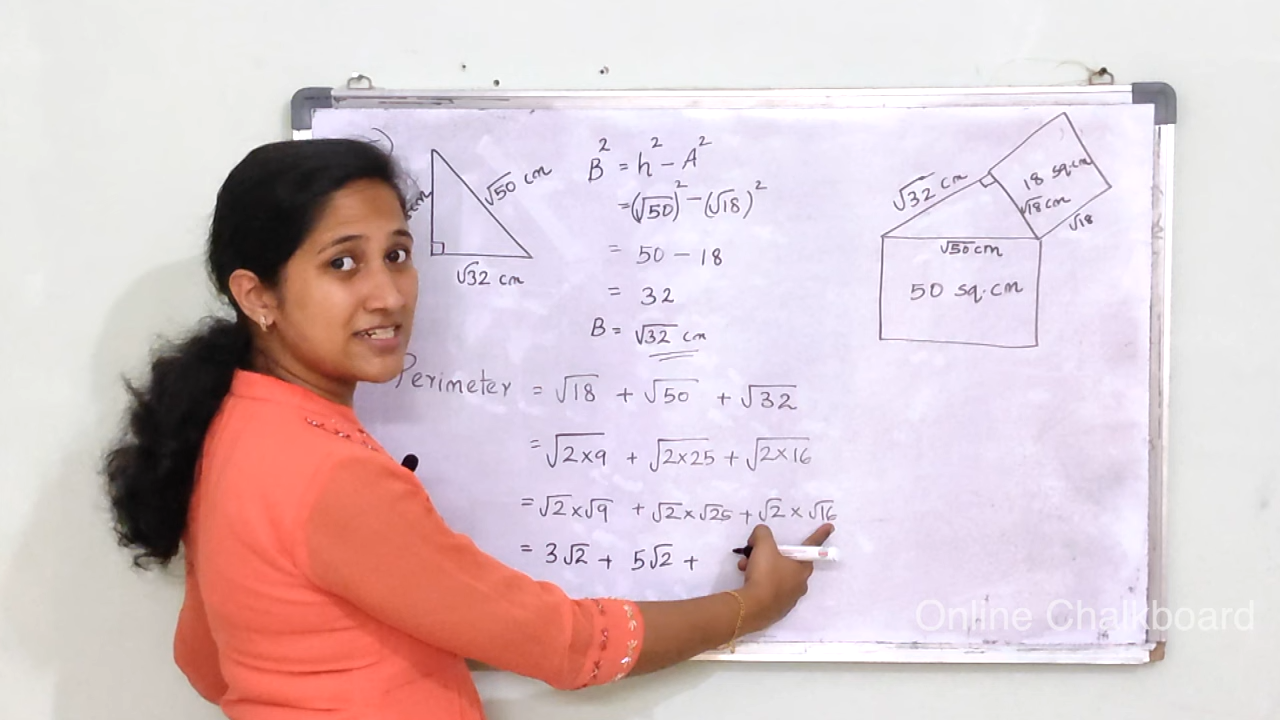 √50 cm
√32 cm
B² = h² - A²
= (√50)² - (√18)²
= 50 - 18
= 32
B = √32 cm
Perimeter = √18 + √50 + √32
= √2×9 + √2×25 + √2×16
= √2 × √9 + √2 × √25 + √2 × √16
= 3√2 + 5√2 +
√32 cm
18 sq.cm
√18 cm
√18
√50 cm
50 sq.cm
Online Chalkboard